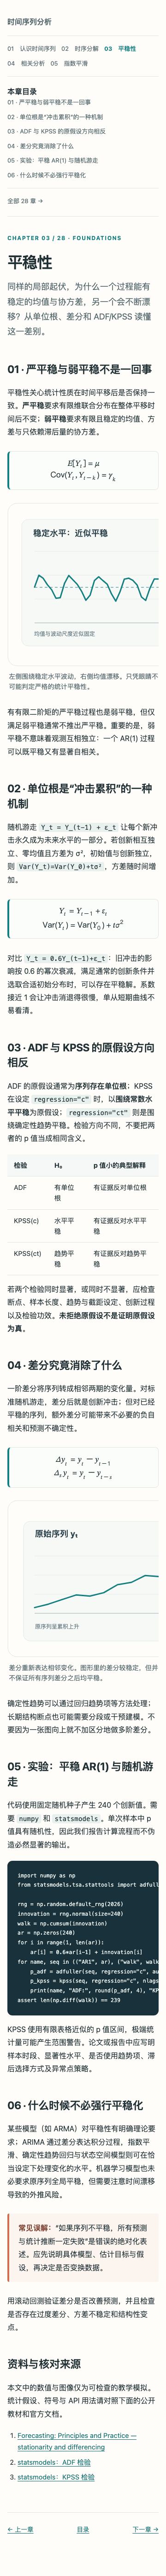 时间序列分析
01 认识时间序列 02 时序分解 03 平稳性
04 相关分析 05 指数平滑
本章目录
01 · 严平稳与弱平稳不是一回事
02 · 单位根是“冲击累积”的一种机制
03 · ADF 与 KPSS 的原假设方向相反
04 · 差分究竟消除了什么
05 · 实验：平稳 AR(1) 与随机游走
06 · 什么时候不必强行平稳化
全部 28 章 →
CHAPTER 03 / 28 · FOUNDATIONS
平稳性
同样的局部起伏，为什么一个过程能有
稳定的均值与协方差，另一个会不断漂
移？从单位根、差分和 ADF/KPSS 读懂
这一差别。
01 · 严平稳与弱平稳不是一回事
平稳性关心统计性质在时间平移后是否保持一
致。严平稳要求有限维联合分布在整体平移时
间后不变；弱平稳要求有限且稳定的均值、方
差与只依赖滞后量的协方差。
E[Yₜ] = μ
Cov(Yₜ, Yₜ₋ₖ) = γₖ
稳定水平：近似平稳
均值与波动尺度近似固定
左侧围绕稳定水平波动，右侧均值漂移。只凭眼睛不
可能判定严格的统计平稳性。
有有限二阶矩的严平稳过程也是弱平稳，但仅
满足弱平稳通常不推出严平稳。重要的是，弱
平稳不意味着观测互相独立：一个 AR(1) 过程
可以既平稳又有显著自相关。
02 · 单位根是“冲击累积”的一种
机制
随机游走 Y_t = Y_(t−1) + ε_t 让每个新冲
击永久成为未来水平的一部分。若创新相互独
立、零均值且方差为 σ²，初始值与创新独立，
则 Var(Y_t)=Var(Y_0)+tσ²，方差随时间增
加。
Yₜ = Yₜ₋₁ + εₜ
Var(Yₜ) = Var(Y₀) + tσ²
对比 Y_t = 0.6Y_(t−1)+ε_t：旧冲击的影
响按 0.6 的幂次衰减，满足通常的创新条件并
选取合适初始分布时，可以存在平稳解。系数
接近 1 会让冲击消退得很慢，单从短期曲线不
易看清。
03 · ADF 与 KPSS 的原假设方向
相反
ADF 的原假设通常为序列存在单位根；KPSS
在设定 regression="c" 时，以围绕常数水
平平稳为原假设；regression="ct" 则是围
绕确定性趋势平稳。检验方向不同，不要把两
者的 p 值当成相同含义。
检验 H₀ p 值小的典型解释
ADF 有单位根 有证据反对单位根
KPSS(c) 水平平稳 有证据反对水平平稳
KPSS(ct) 趋势平稳 有证据反对趋势平稳
若两个检验同时显著，或同时不显著，应检查
断点、样本长度、趋势与截距设定、创新过程
以及检验功效。未拒绝原假设不是证明原假设
为真。
04 · 差分究竟消除了什么
一阶差分将序列转成相邻两期的变化量。对标
准随机游走，差分后就是创新冲击；但对已经
平稳的序列，额外差分可能带来不必要的负自
相关和预测不确定性。
Δyₜ = yₜ − yₜ₋₁
Δₛyₜ = yₜ − yₜ₋ₛ
原始序列 yₜ
原序列呈累积上升
差分重新表达相邻变化。图形里的差分较稳定，但并
不保证所有序列差分之后均平稳。
确定性趋势可以通过回归趋势项等方法处理；
长期结构断点也可能需要分段或干预建模。不
要因为一张图向上就不加区分地做多阶差分。
05 · 实验：平稳 AR(1) 与随机游
走
代码使用固定随机种子产生 240 个创新值。需
要 numpy 和 statsmodels。单次样本中 p
值具有随机性，因此我们报告计算流程而不伪
造必然显著的输出。
import numpy as np
from statsmodels.tsa.stattools import adfull
rng = np.random.default_rng(2026)
innovation = rng.normal(size=240)
walk = np.cumsum(innovation)
ar = np.zeros(240)
for i in range(1, len(ar)):
ar[i] = 0.6*ar[i-1] + innovation[i]
for name, seq in (("AR1", ar), ("walk", walk
p_adf = adfuller(seq, regression="c", au
p_kpss = kpss(seq, regression="c", nlags
print(name, "ADF:", round(p_adf, 4), "KP
assert len(np.diff(walk)) == 239
KPSS 使用有限表格近似的 p 值区间，极端统
计量可能产生范围警告。论文或报告中应写明
样本时段、显著性水平、是否使用趋势项、滞
后选择方式及异常点策略。
06 · 什么时候不必强行平稳化
某些模型（如 ARMA）对平稳性有明确理论要
求；ARIMA 通过差分表达积分过程，指数平
滑、确定性趋势回归与状态空间模型则可在恰
当设定下处理变化的水平。机器学习模型也未
必要求原序列全局平稳，但需要注意时间漂移
导致的外推风险。
常见误解：“如果序列不平稳，所有预测
与统计推断一定失败”是错误的绝对化表
述。应先说明具体模型、估计目标与假
设，再决定是否变换数据。
用滚动回测验证差分是否改善预测，并且检查
是否存在过度差分、方差不稳定和结构性变
点。
资料与核对来源
本文中的数值与图像仅为可检查的教学模拟。
统计假设、符号与 API 用法请对照下面的公开
教材和官方文档。
1. Forecasting: Principles and Practice —
stationarity and differencing
2. statsmodels：ADF 检验
3. statsmodels：KPSS 检验
← 上一章 目录 下一章 →